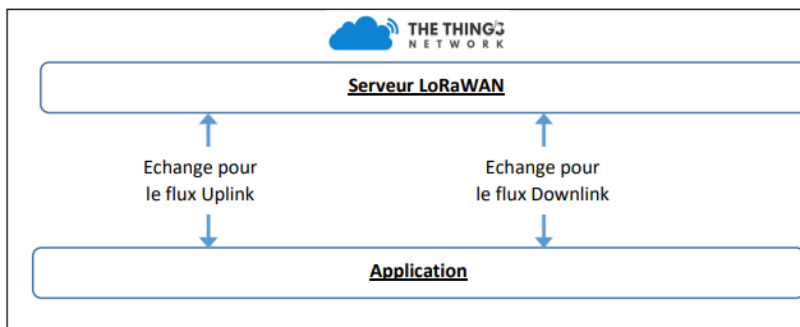 THE THINGS
NETWORK
Serveur LoRaWAN
Echange pour
le flux Uplink
Echange pour
le flux Downlink
Application